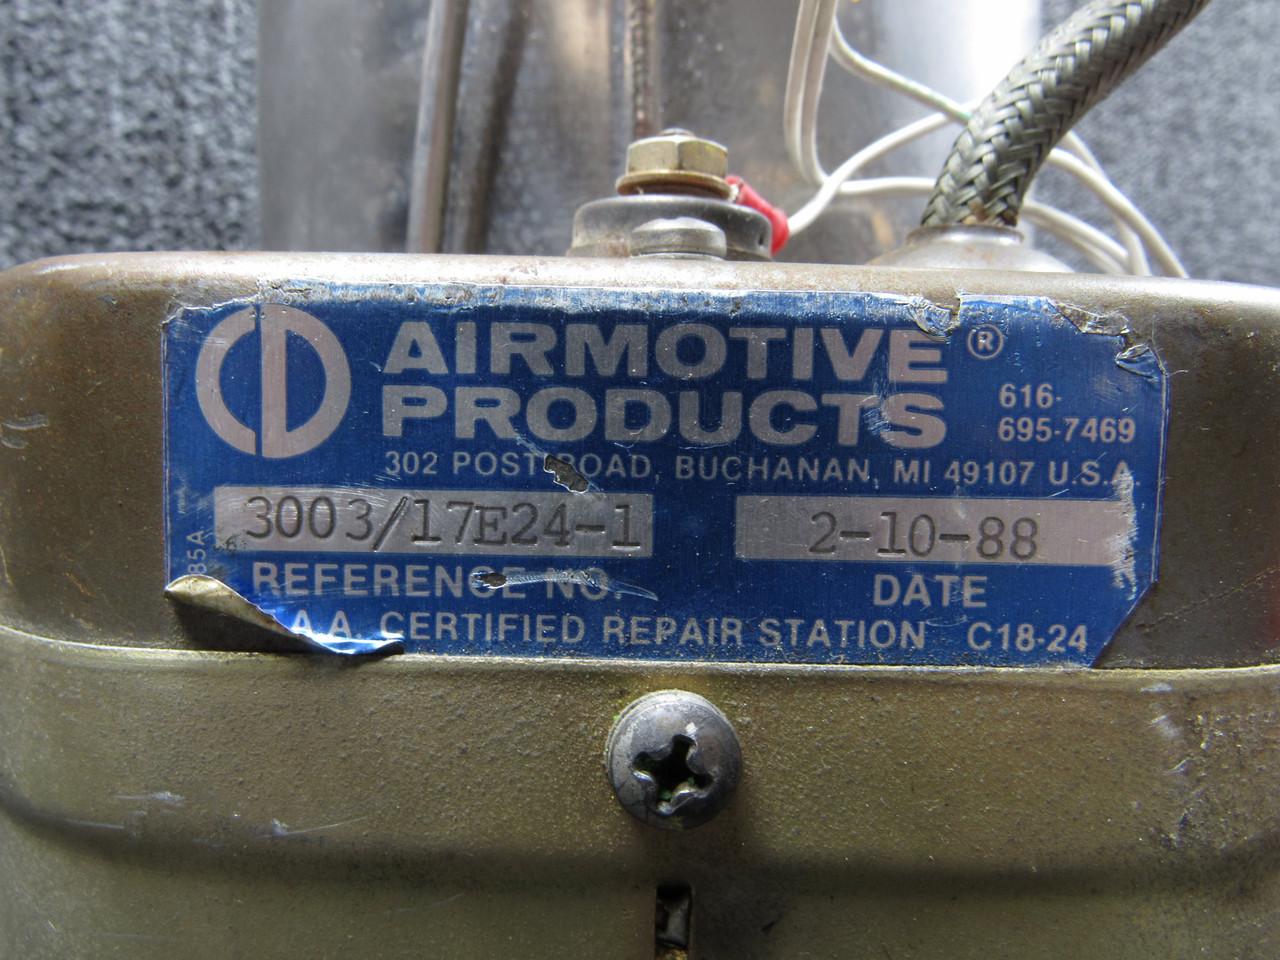 AIRMOTIVE ®
PRODUCTS
616-
695-7469
302 POST ROAD, BUCHANAN, MI 49107 U.S.A.
3003/17E24-1
2-10-88
REFERENCE NO.
DATE
A.A. CERTIFIED REPAIR STATION C18-24